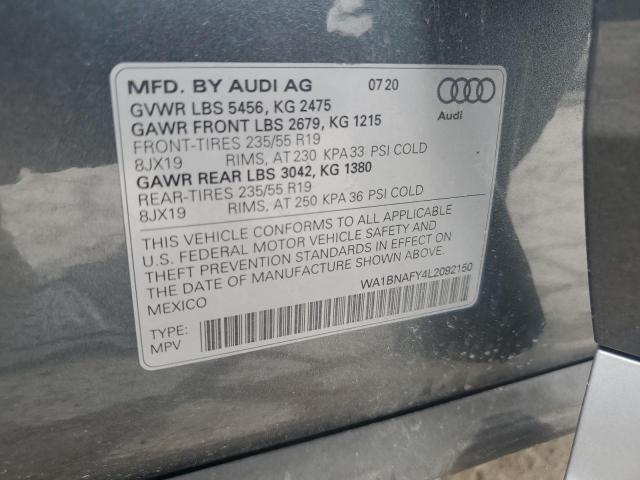 MFD. BY AUDI AG 07 20
GVWR LBS 5456, KG 2475
GAWR FRONT LBS 2679, KG 1215
FRONT-TIRES 235/55 R19
8JX19 RIMS, AT 230 KPA 33 PSI COLD
GAWR REAR LBS 3042, KG 1380
REAR-TIRES 235/55 R19
8JX19 RIMS, AT 250 KPA 36 PSI COLD
Audi
THIS VEHICLE CONFORMS TO ALL APPLICABLE
U.S. FEDERAL MOTOR VEHICLE SAFETY AND
THEFT PREVENTION STANDARDS IN EFFECT ON
THE DATE OF MANUFACTURE SHOWN ABOVE.
MEXICO
WA1BNAFY4L2092150
TYPE:
MPV